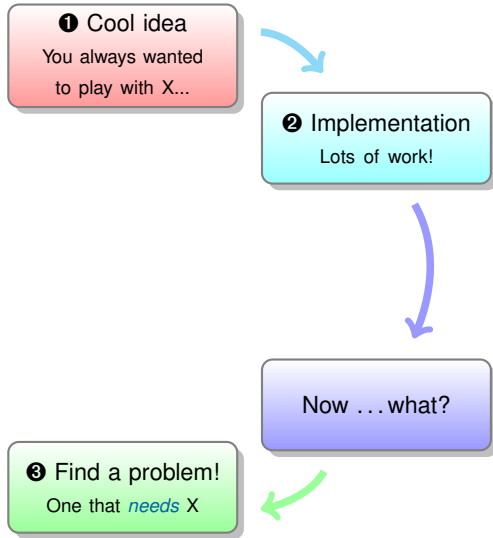 ❶ Cool idea
You always wanted
to play with X...
❷ Implementation
Lots of work!
Now ... what?
❸ Find a problem!
One that needs X